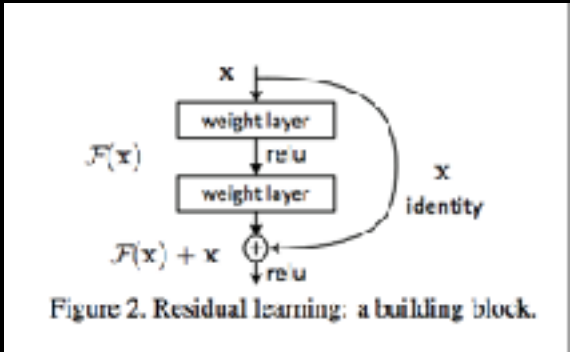 x
weight layer
F(x)
relu
x
weight layer
identity
F(x) + x
relu
Figure 2. Residual learning: a building block.